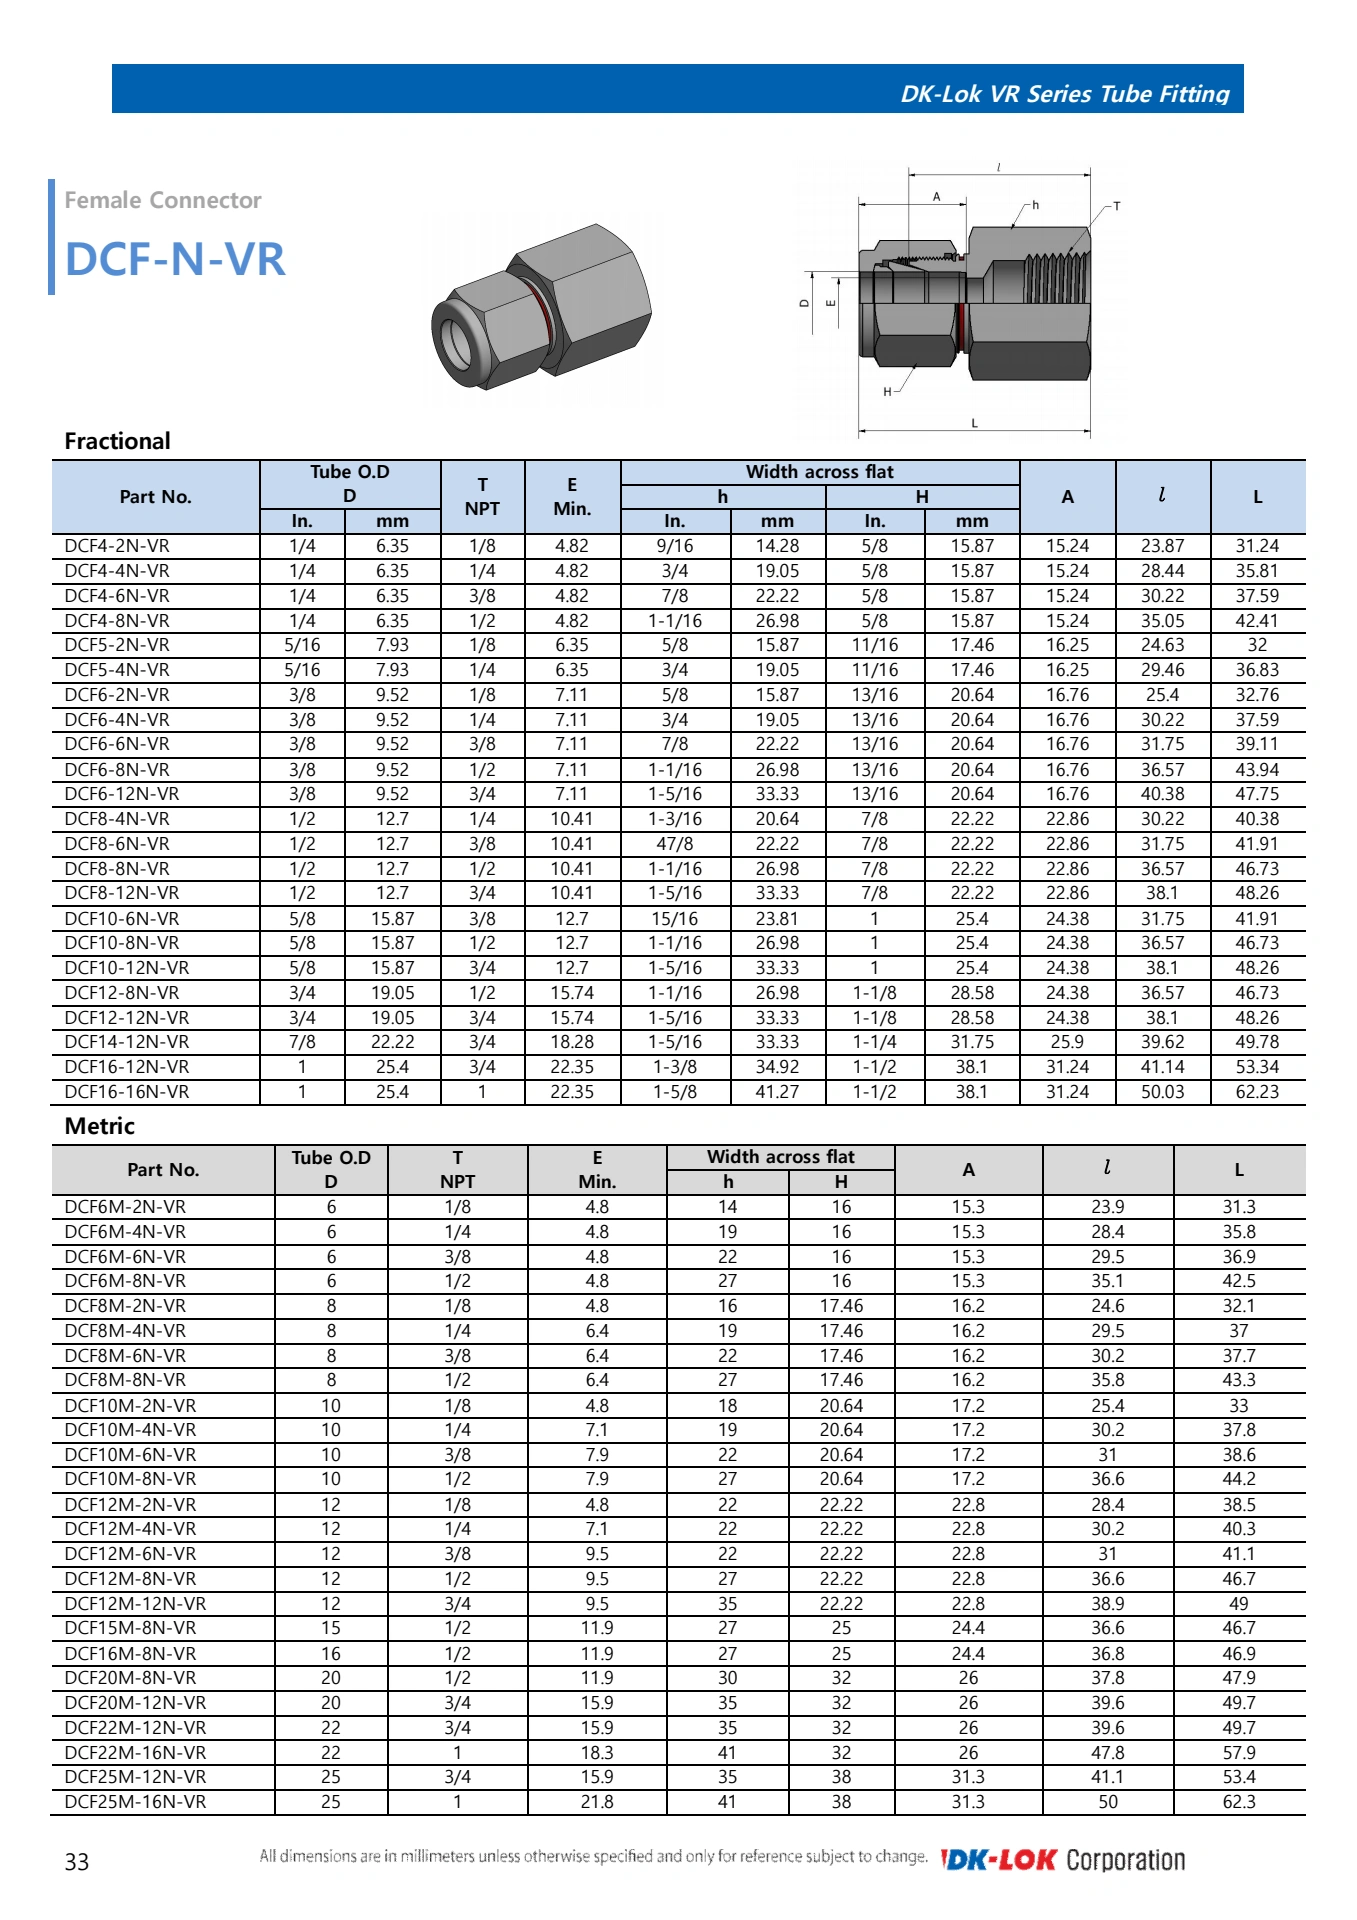 DK-Lok VR Series Tube Fitting
Female Connector
DCF-N-VR
l
A
h
T
D
E
H
L
Fractional
Part No. Tube O.D D T NPT E Min. Width across flat A l L
h H
In. mm In. mm In. mm
DCF4-2N-VR 1/4 6.35 1/8 4.82 9/16 14.28 5/8 15.87 15.24 23.87 31.24
DCF4-4N-VR 1/4 6.35 1/4 4.82 3/4 19.05 5/8 15.87 15.24 28.44 35.81
DCF4-6N-VR 1/4 6.35 3/8 4.82 7/8 22.22 5/8 15.87 15.24 30.22 37.59
DCF4-8N-VR 1/4 6.35 1/2 4.82 1-1/16 26.98 5/8 15.87 15.24 35.05 42.41
DCF5-2N-VR 5/16 7.93 1/8 6.35 5/8 15.87 11/16 17.46 16.25 24.63 32
DCF5-4N-VR 5/16 7.93 1/4 6.35 3/4 19.05 11/16 17.46 16.25 29.46 36.83
DCF6-2N-VR 3/8 9.52 1/8 7.11 5/8 15.87 13/16 20.64 16.76 25.4 32.76
DCF6-4N-VR 3/8 9.52 1/4 7.11 3/4 19.05 13/16 20.64 16.76 30.22 37.59
DCF6-6N-VR 3/8 9.52 3/8 7.11 7/8 22.22 13/16 20.64 16.76 31.75 39.11
DCF6-8N-VR 3/8 9.52 1/2 7.11 1-1/16 26.98 13/16 20.64 16.76 36.57 43.94
DCF6-12N-VR 3/8 9.52 3/4 7.11 1-5/16 33.33 13/16 20.64 16.76 40.38 47.75
DCF8-4N-VR 1/2 12.7 1/4 10.41 1-3/16 20.64 7/8 22.22 22.86 30.22 40.38
DCF8-6N-VR 1/2 12.7 3/8 10.41 47/8 22.22 7/8 22.22 22.86 31.75 41.91
DCF8-8N-VR 1/2 12.7 1/2 10.41 1-1/16 26.98 7/8 22.22 22.86 36.57 46.73
DCF8-12N-VR 1/2 12.7 3/4 10.41 1-5/16 33.33 7/8 22.22 22.86 38.1 48.26
DCF10-6N-VR 5/8 15.87 3/8 12.7 15/16 23.81 1 25.4 24.38 31.75 41.91
DCF10-8N-VR 5/8 15.87 1/2 12.7 1-1/16 26.98 1 25.4 24.38 36.57 46.73
DCF10-12N-VR 5/8 15.87 3/4 12.7 1-5/16 33.33 1 25.4 24.38 38.1 48.26
DCF12-8N-VR 3/4 19.05 1/2 15.74 1-1/16 26.98 1-1/8 28.58 24.38 36.57 46.73
DCF12-12N-VR 3/4 19.05 3/4 15.74 1-5/16 33.33 1-1/8 28.58 24.38 38.1 48.26
DCF14-12N-VR 7/8 22.22 3/4 18.28 1-5/16 33.33 1-1/4 31.75 25.9 39.62 49.78
DCF16-12N-VR 1 25.4 3/4 22.35 1-3/8 34.92 1-1/2 38.1 31.24 41.14 53.34
DCF16-16N-VR 1 25.4 1 22.35 1-5/8 41.27 1-1/2 38.1 31.24 50.03 62.23
Metric
Part No. Tube O.D D T NPT E Min. Width across flat A l L
h H
DCF6M-2N-VR 6 1/8 4.8 14 16 15.3 23.9 31.3
DCF6M-4N-VR 6 1/4 4.8 19 16 15.3 28.4 35.8
DCF6M-6N-VR 6 3/8 4.8 22 16 15.3 29.5 36.9
DCF6M-8N-VR 6 1/2 4.8 27 16 15.3 35.1 42.5
DCF8M-2N-VR 8 1/8 4.8 16 17.46 16.2 24.6 32.1
DCF8M-4N-VR 8 1/4 6.4 19 17.46 16.2 29.5 37
DCF8M-6N-VR 8 3/8 6.4 22 17.46 16.2 30.2 37.7
DCF8M-8N-VR 8 1/2 6.4 27 17.46 16.2 35.8 43.3
DCF10M-2N-VR 10 1/8 4.8 18 20.64 17.2 25.4 33
DCF10M-4N-VR 10 1/4 7.1 19 20.64 17.2 30.2 37.8
DCF10M-6N-VR 10 3/8 7.9 22 20.64 17.2 31 38.6
DCF10M-8N-VR 10 1/2 7.9 27 20.64 17.2 36.6 44.2
DCF12M-2N-VR 12 1/8 4.8 22 22.22 22.8 28.4 38.5
DCF12M-4N-VR 12 1/4 7.1 22 22.22 22.8 30.2 40.3
DCF12M-6N-VR 12 3/8 9.5 22 22.22 22.8 31 41.1
DCF12M-8N-VR 12 1/2 9.5 27 22.22 22.8 36.6 46.7
DCF12M-12N-VR 12 3/4 9.5 35 22.22 22.8 38.9 49
DCF15M-8N-VR 15 1/2 11.9 27 25 24.4 36.6 46.7
DCF16M-8N-VR 16 1/2 11.9 27 25 24.4 36.8 46.9
DCF20M-8N-VR 20 1/2 11.9 30 32 26 37.8 47.9
DCF20M-12N-VR 20 3/4 15.9 35 32 26 39.6 49.7
DCF22M-12N-VR 22 3/4 15.9 35 32 26 39.6 49.7
DCF22M-16N-VR 22 1 18.3 41 32 26 47.8 57.9
DCF25M-12N-VR 25 3/4 15.9 35 38 31.3 41.1 53.4
DCF25M-16N-VR 25 1 21.8 41 38 31.3 50 62.3
33 All dimensions are in millimeters unless otherwise specified and only for reference subject to change. DK-LOK Corporation